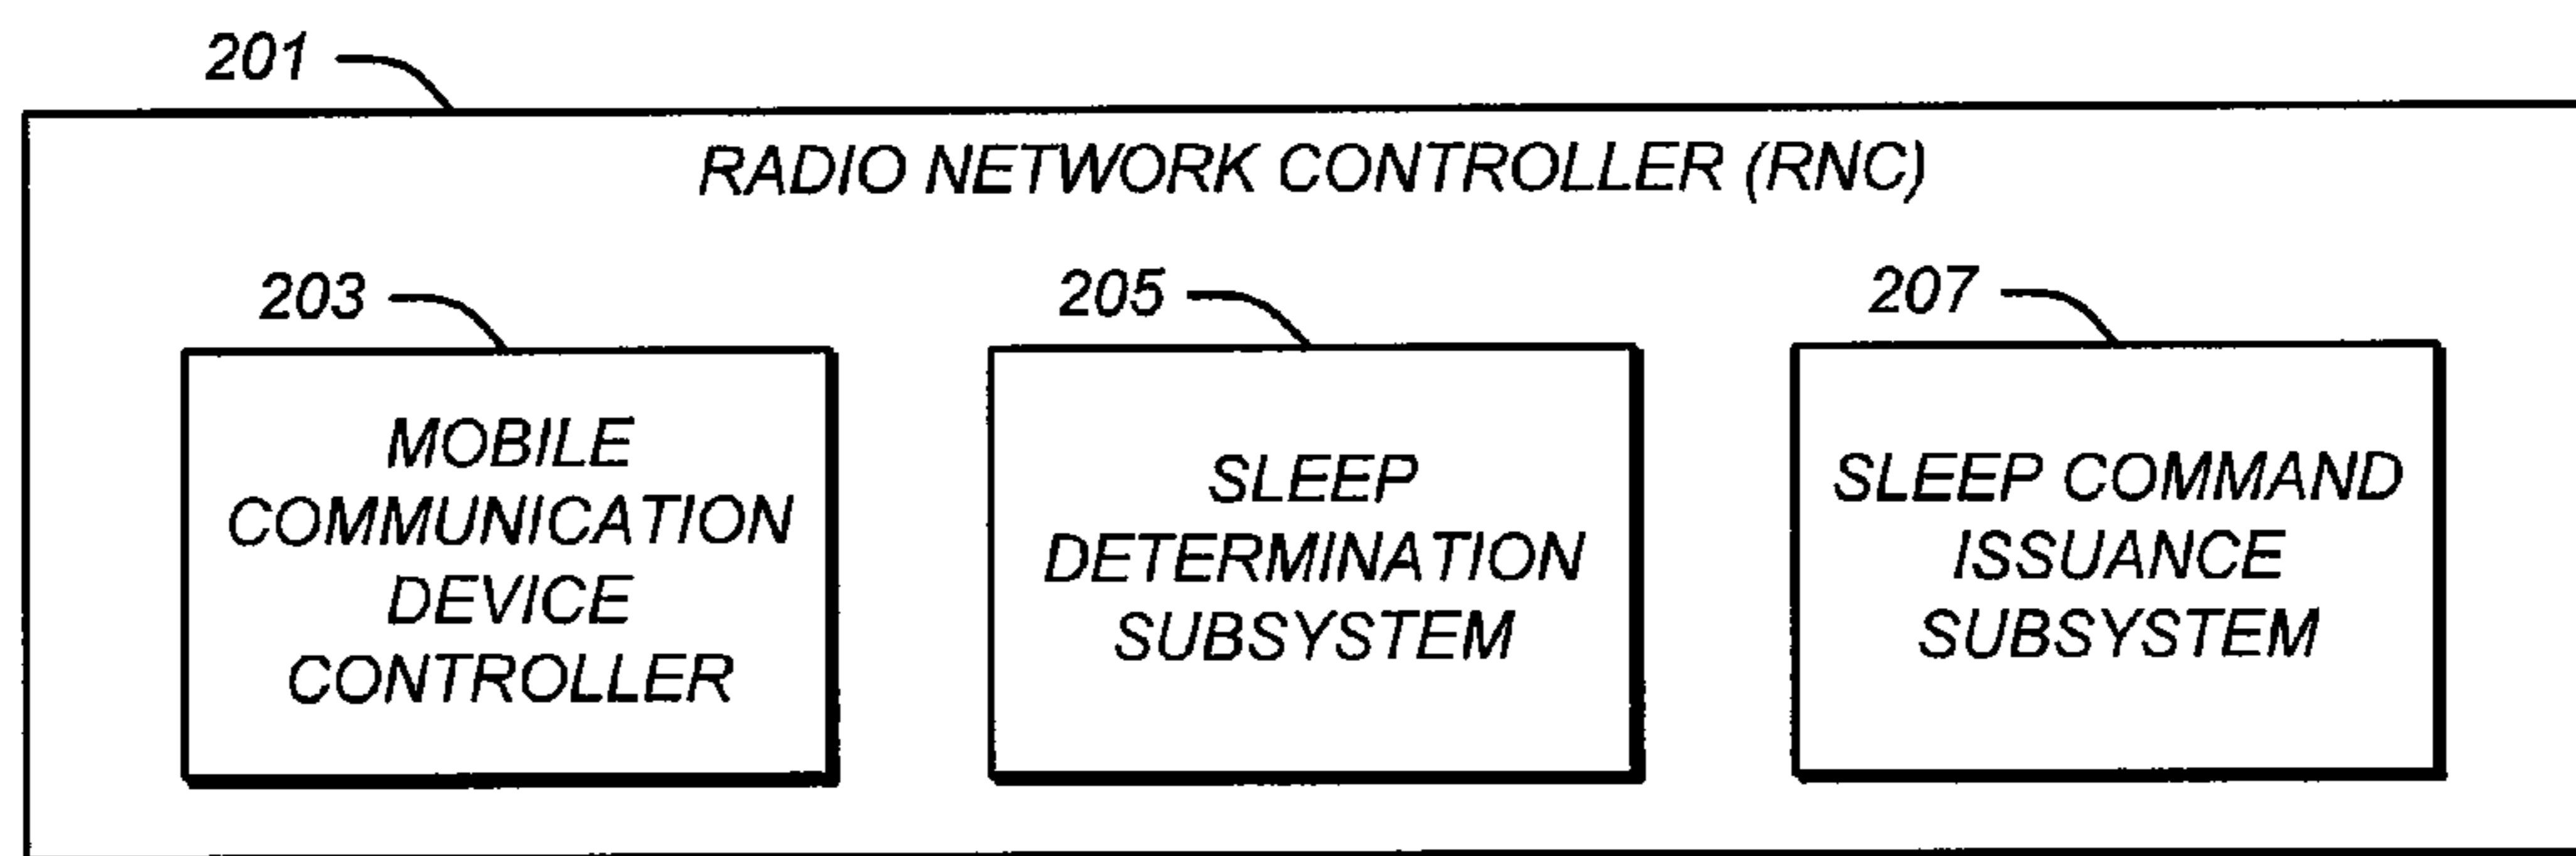 201
RADIO NETWORK CONTROLLER (RNC)
203
205
207
MOBILE
COMMUNICATION
DEVICE
CONTROLLER
SLEEP
DETERMINATION
SUBSYSTEM
SLEEP COMMAND
ISSUANCE
SUBSYSTEM